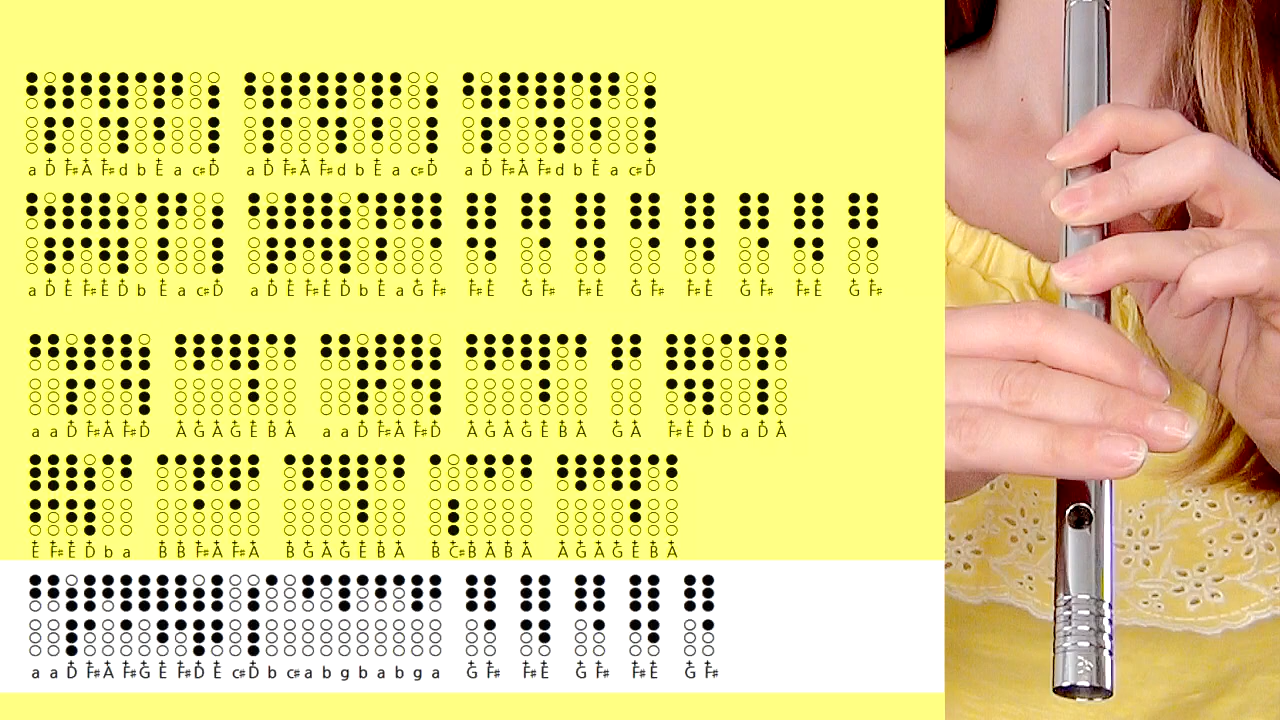 a D F♯ A F♯ d b E a c♯ D a D F♯ A F♯ d b E a c♯ D a D F♯ A F♯ d b E a c♯ D
a D E F♯ E D b E a c♯ D a D E F♯ E D b E a G F♯ F♯ E G F♯ F♯ E G F♯ F♯ E G F♯ F♯ E G F♯
a a D F♯ A F♯ D A G A G E B A a a D F♯ A F♯ D A G A G E B A G A F♯ E D b a D A
E F♯ E D b a B B F♯ A F♯ A B G A G E B A B C♯ B A B A A G A G E B A
a a D F♯ A F♯ G E F♯ D E c♯ D b c♯ a b g b a b g a G F♯ F♯ E G F♯ F♯ E G F♯